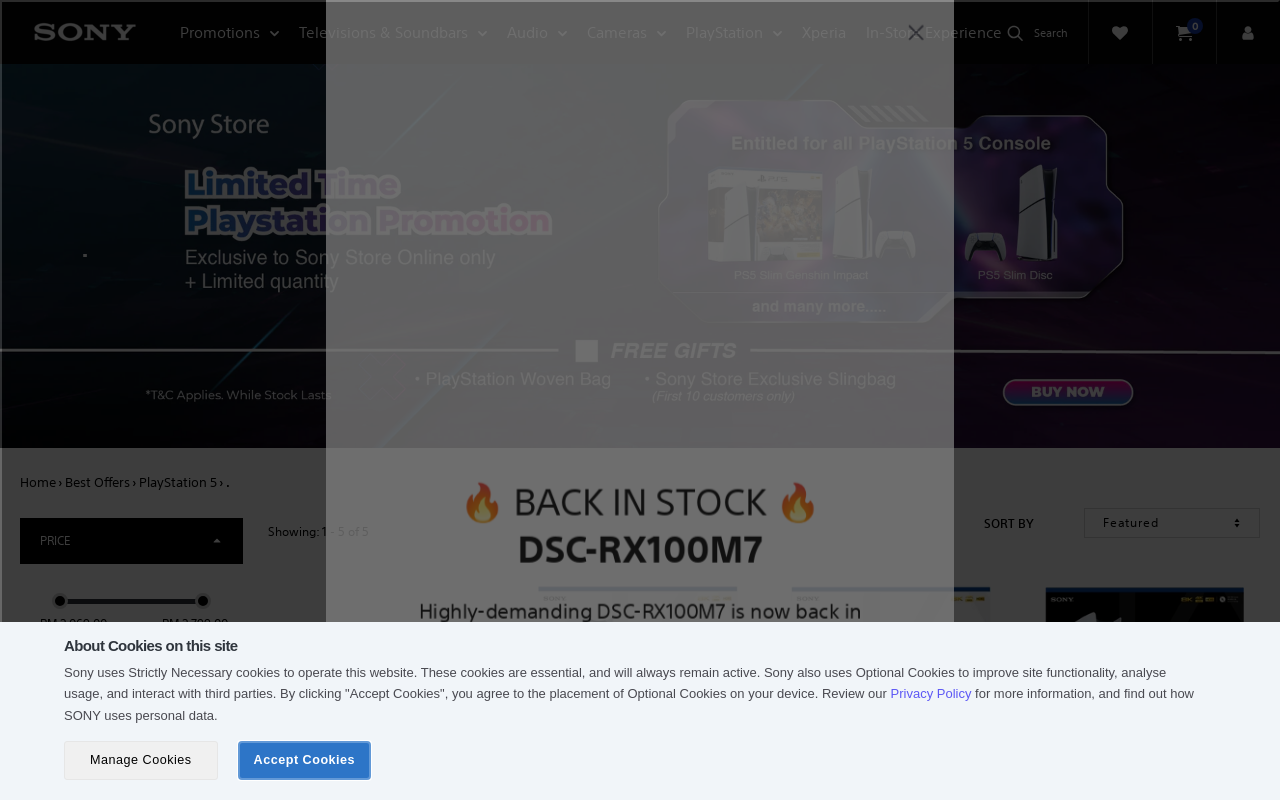 SONY
Promotions
Televisions & Soundbars
Audio
Cameras
PlayStation
Xperia
In-Store Experience
Search
0
Sony Store
Limited Time
Playstation Promotion
Exclusive to Sony Store Online only
+ Limited quantity
Entitled for all PlayStation 5 Console
PS5 Slim Genshin Impact
PS5 Slim Disc
and many more.....
FREE GIFTS
• PlayStation Woven Bag
• Sony Store Exclusive Slingbag
(First 10 customers only)
*T&C Applies. While Stock Lasts
BUY NOW
Home › Best Offers › PlayStation 5 › .
PRICE
Showing: 1 - 5 of 5
SORT BY
Featured
🔥 BACK IN STOCK 🔥
DSC-RX100M7
Highly-demanding DSC-RX100M7 is now back in
About Cookies on this site
Sony uses Strictly Necessary cookies to operate this website. These cookies are essential, and will always remain active. Sony also uses Optional Cookies to improve site functionality, analyse
usage, and interact with third parties. By clicking "Accept Cookies", you agree to the placement of Optional Cookies on your device. Review our Privacy Policy for more information, and find out how
SONY uses personal data.
Manage Cookies
Accept Cookies